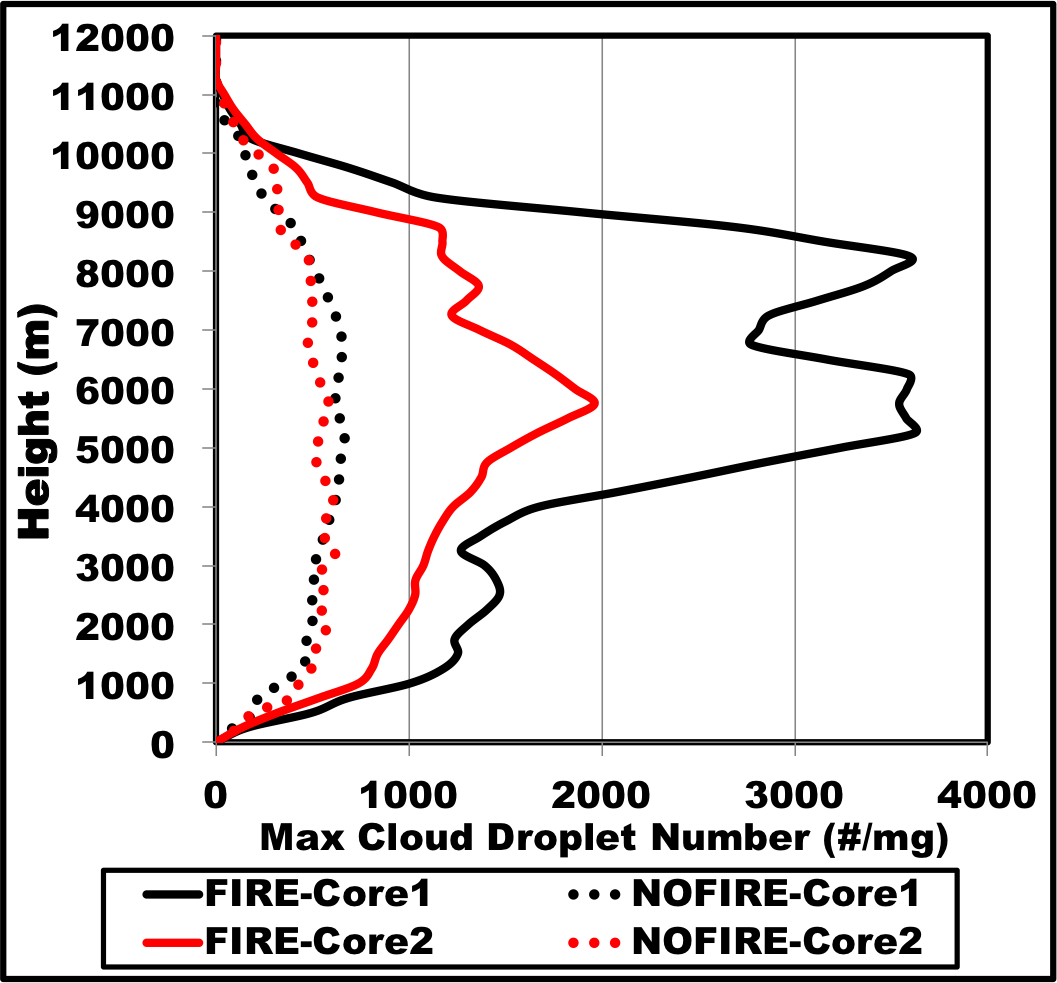 12000
11000
10000
9000
8000
7000
6000
5000
4000
3000
2000
1000
0
Height (m)
0 1000 2000 3000 4000
Max Cloud Droplet Number (#/mg)
FIRE-Core1 NOFIRE-Core1
FIRE-Core2 NOFIRE-Core2